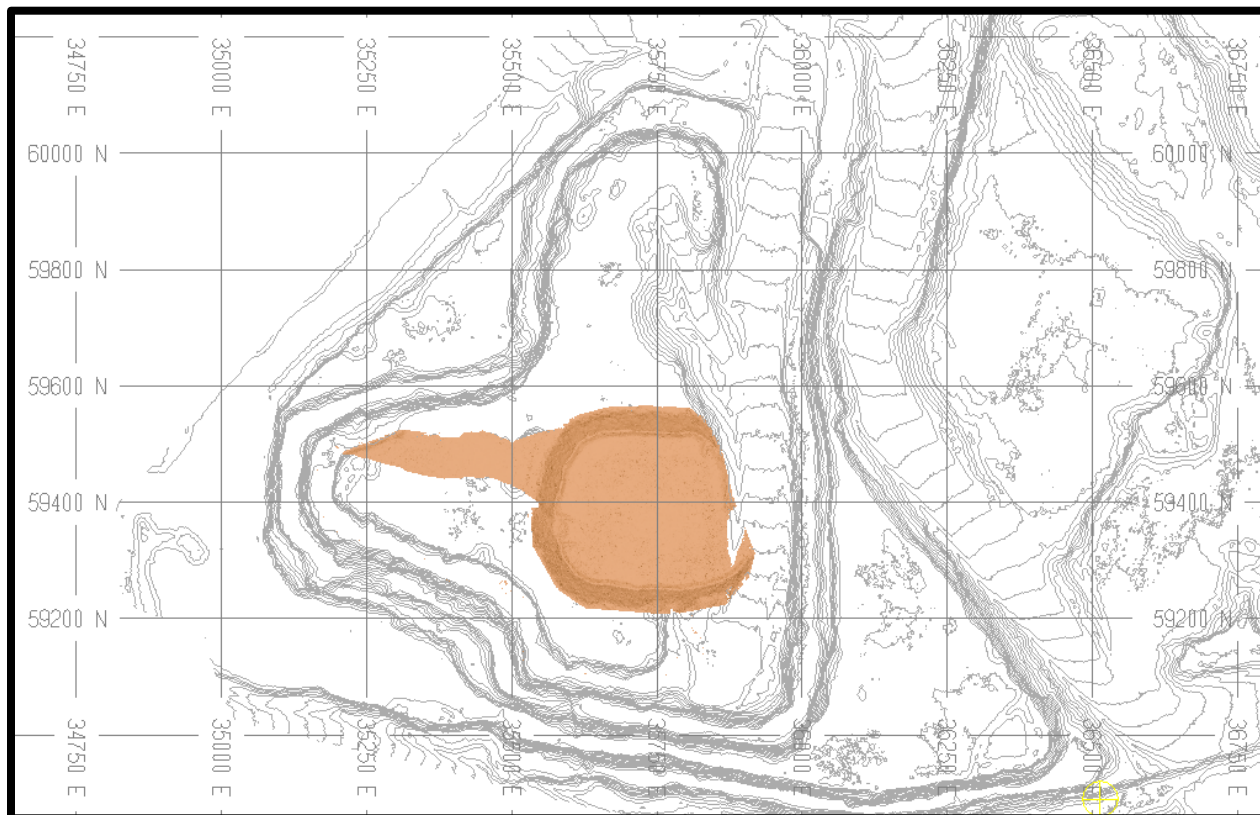 34750 E
35000 E
35250 E
35500 E
35750 E
36000 E
36250 E
36500 E
36750 E
60000 N
60000 N
59800 N
59800 N
59600 N
59600 N
59400 N
59400 N
59200 N
59200 N
34750 E
35000 E
35250 E
35500 E
35750 E
36000 E
36250 E
36500 E
36750 E